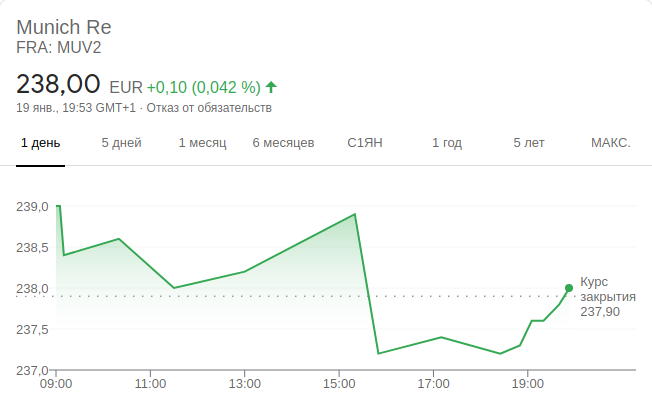 Munich Re
FRA: MUV2
238,00 EUR +0,10 (0,042 %)
19 янв., 19:53 GMT+1 · Отказ от обязательств
1 день 5 дней 1 месяц 6 месяцев С1ЯН 1 год 5 лет МАКС.
239,0
238,5
238,0
237,5
237,0
Курс
закрытия
237,90
09:00 11:00 13:00 15:00 17:00 19:00